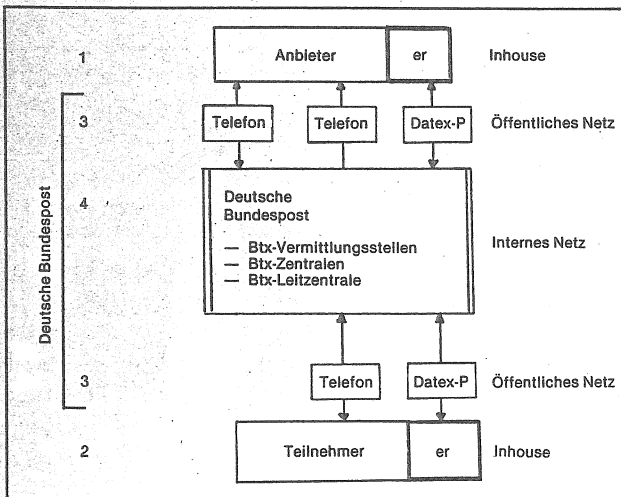 1 Anbieter er Inhouse
3 Telefon Telefon Datex-P Öffentliches Netz
Deutsche Bundespost
4 Deutsche
Bundespost
— Btx-Vermittlungsstellen
Internes Netz
— Btx-Zentralen
— Btx-Leitzentrale
3 Telefon Datex-P Öffentliches Netz
2 Teilnehmer er Inhouse